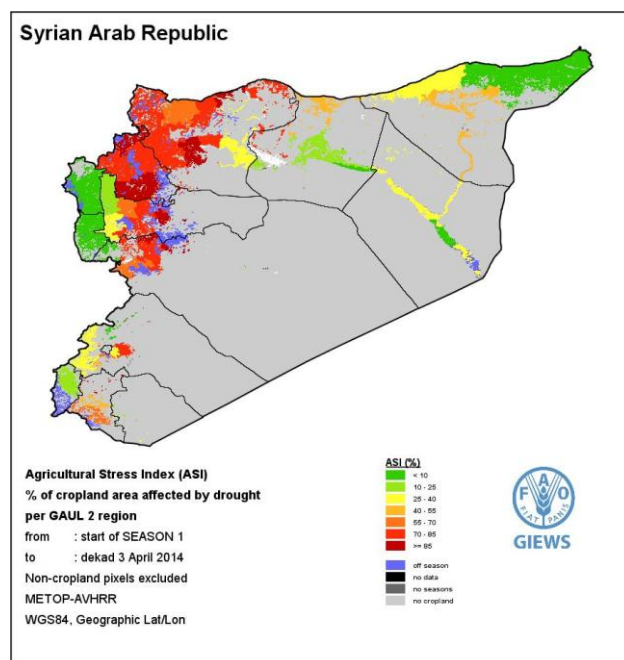 Syrian Arab Republic
Agricultural Stress Index (ASI)
% of cropland area affected by drought
per GAUL 2 region
from : start of SEASON 1
to : dekad 3 April 2014
Non-cropland pixels excluded
METOP-AVHRR
WGS84, Geographic Lat/Lon
ASI (%)
< 10
10 - 25
25 - 40
40 - 55
55 - 70
70 - 85
>= 85
off season
no data
no seasons
no cropland
F A O
FIAT PANIS
GIEWS